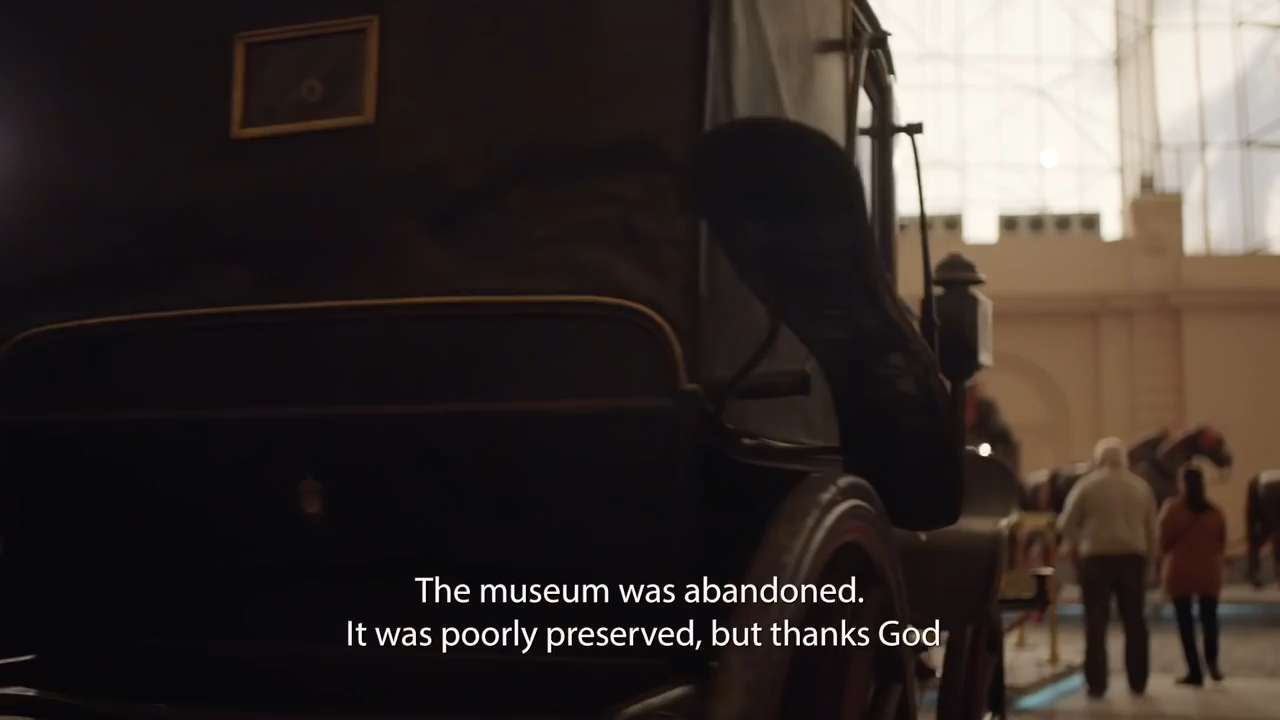 The museum was abandoned.
It was poorly preserved, but thanks God